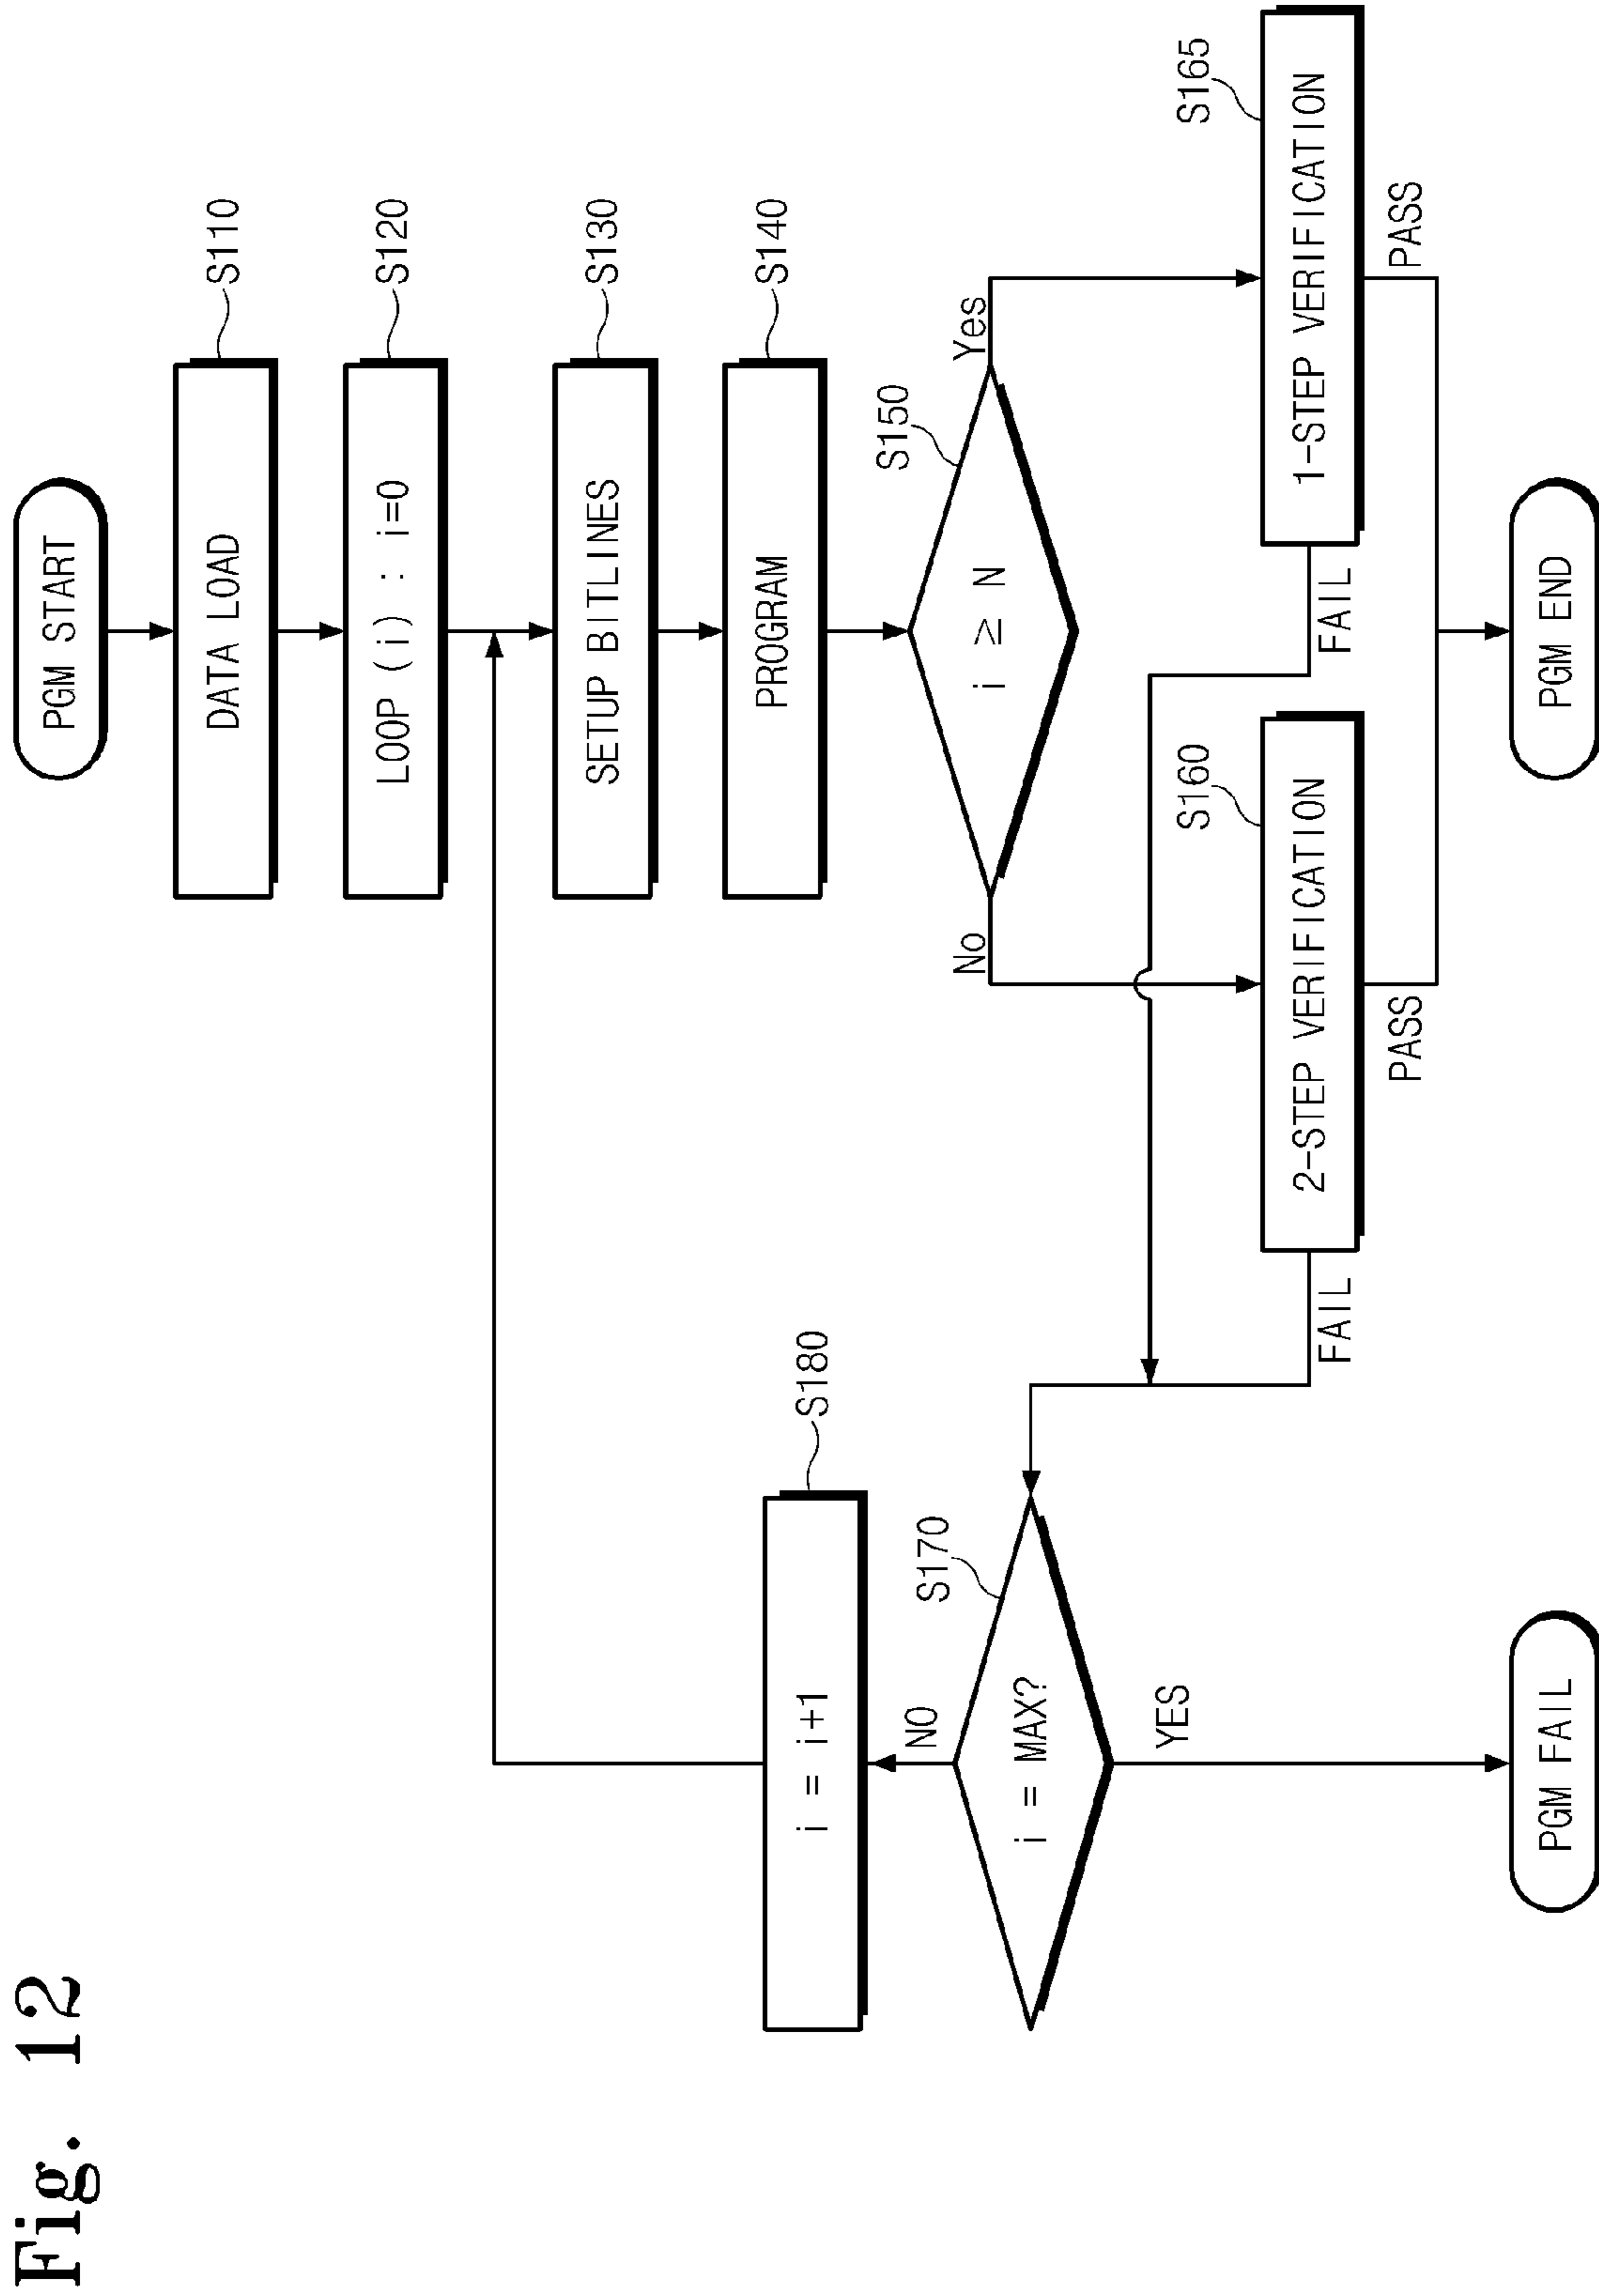 Fig. 12
PGM START
DATA LOAD
S110
LOOP (i) : i=0
S120
SETUP BITLINES
S130
PROGRAM
S140
i ≥ N
S150
No
Yes
2-STEP VERIFICATION
S160
1-STEP VERIFICATION
S165
FAIL
FAIL
PASS
PASS
i = i+1
S180
NO
i = MAX?
S170
YES
PGM FAIL
PGM END